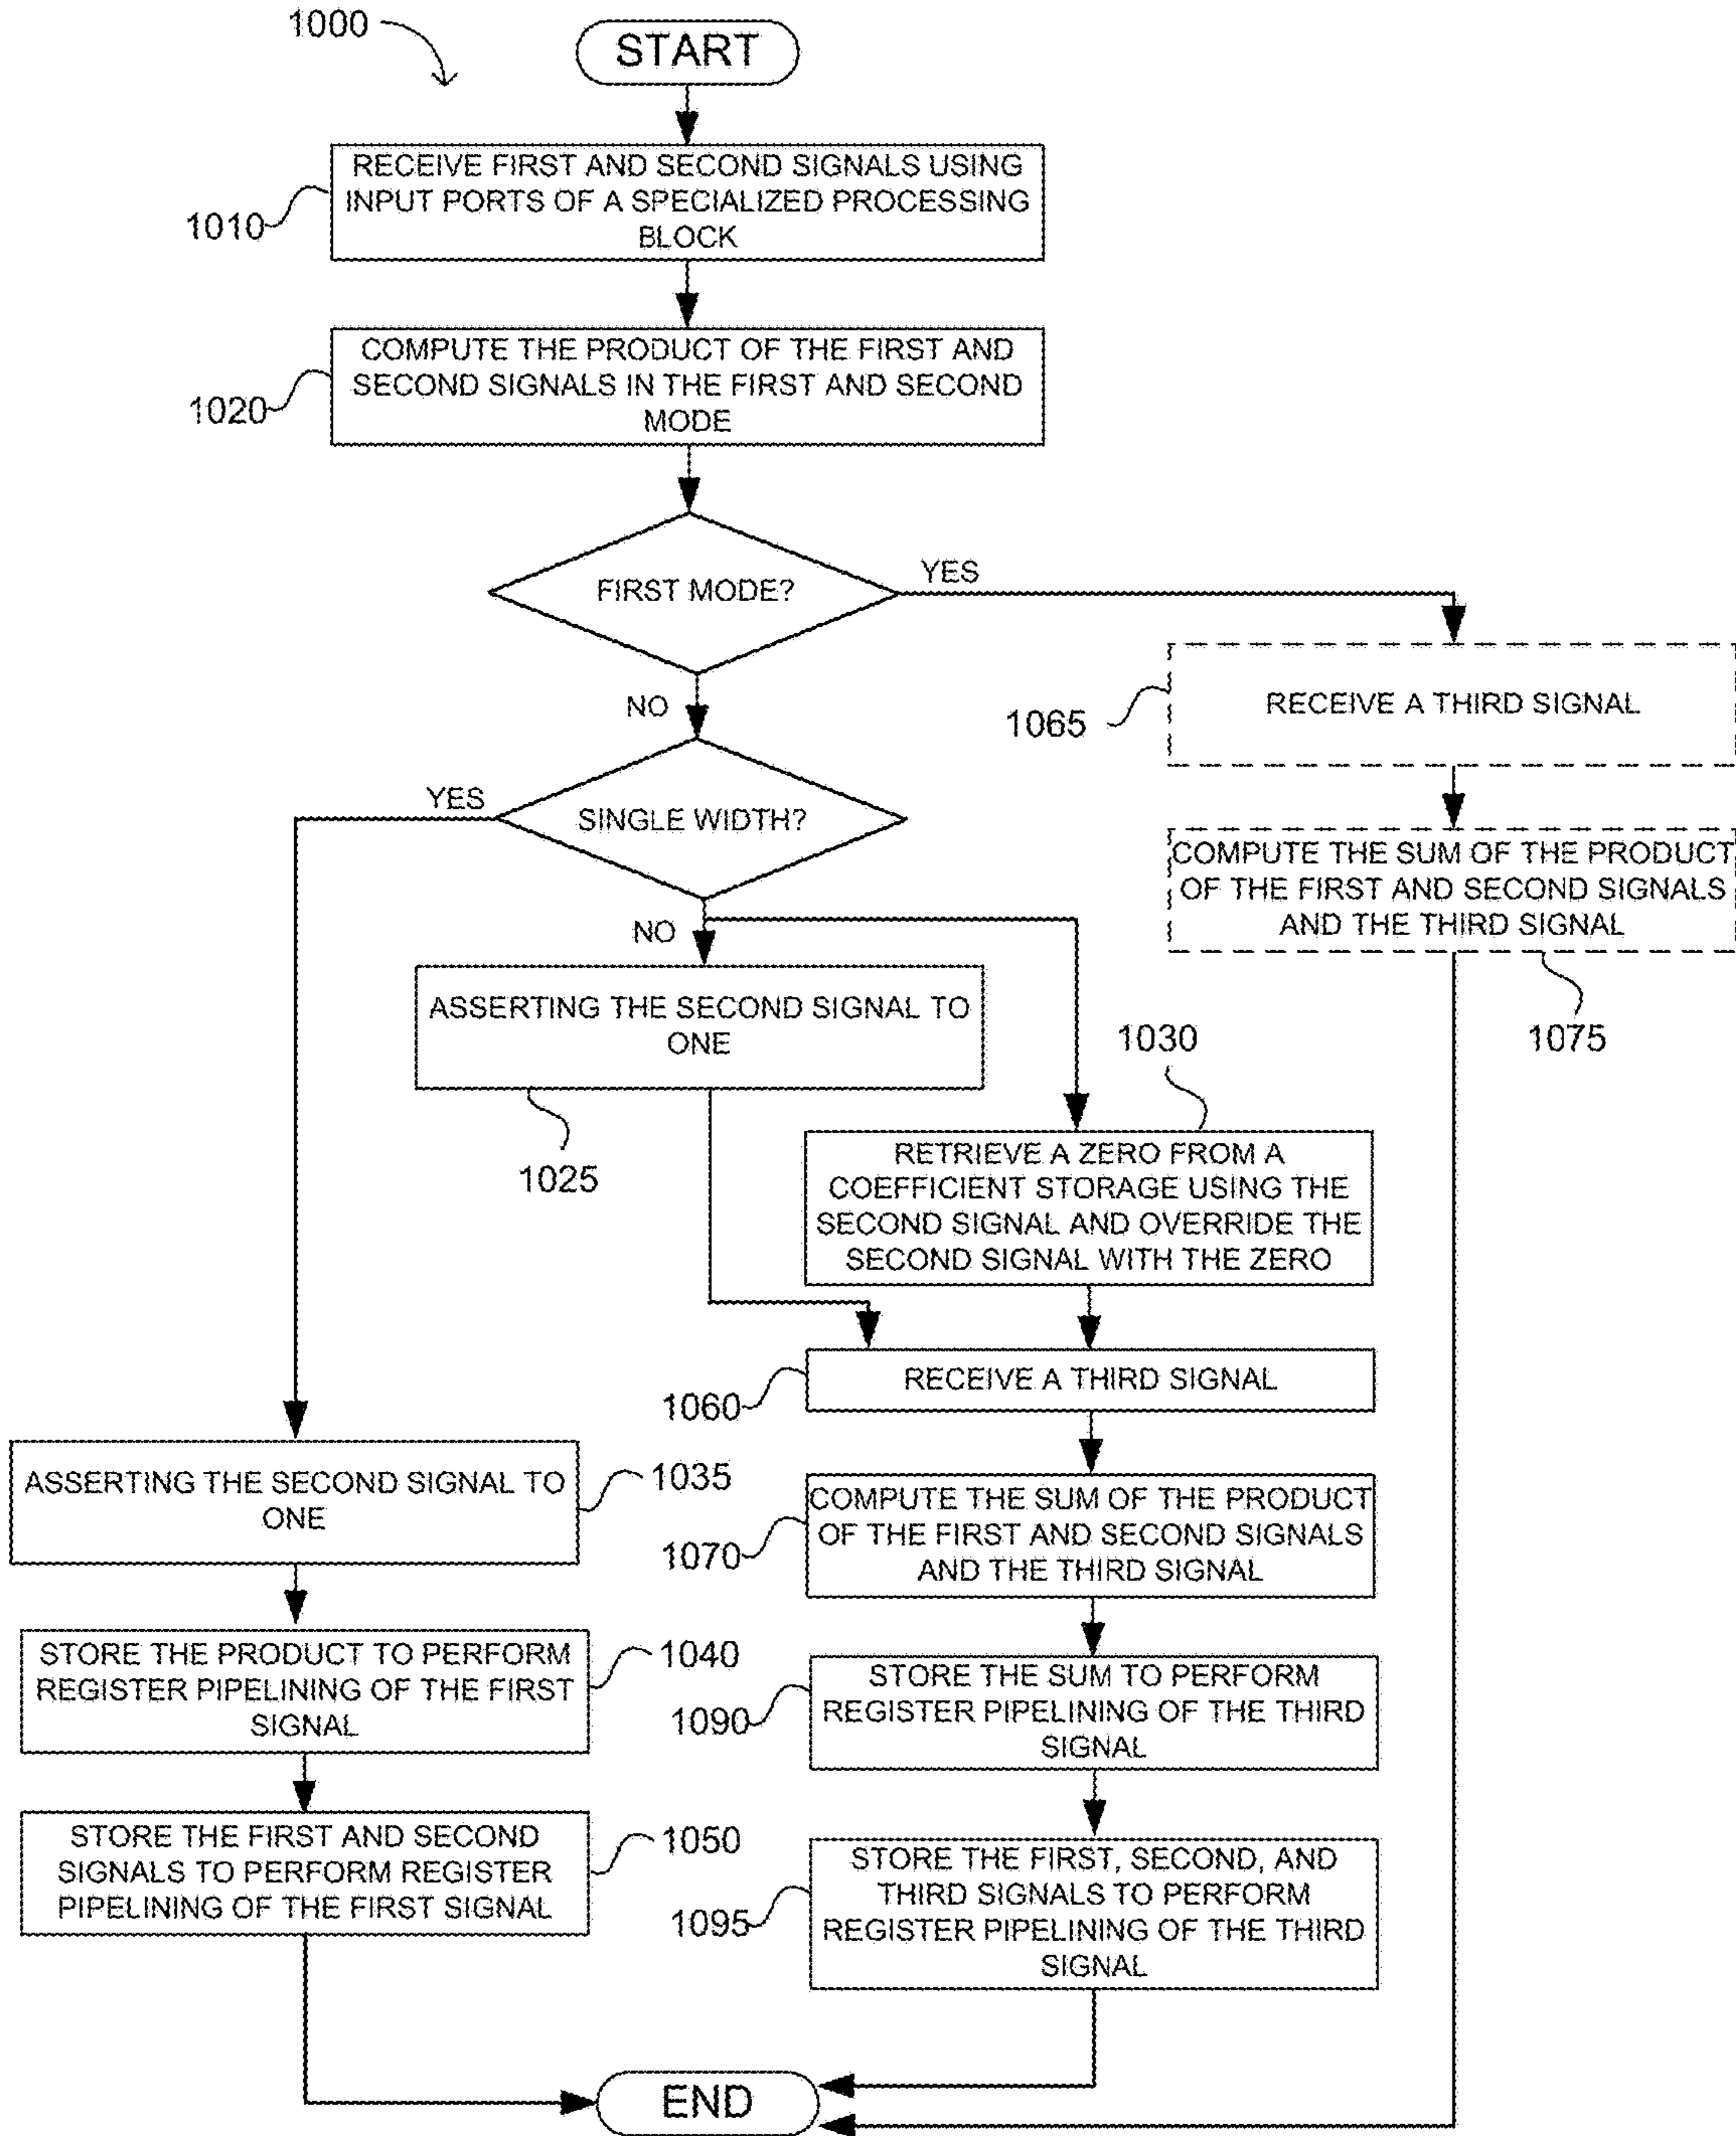 1000
START
RECEIVE FIRST AND SECOND SIGNALS USING
INPUT PORTS OF A SPECIALIZED PROCESSING
BLOCK
1010
COMPUTE THE PRODUCT OF THE FIRST AND
SECOND SIGNALS IN THE FIRST AND SECOND
MODE
1020
FIRST MODE?
YES
NO
RECEIVE A THIRD SIGNAL
1065
SINGLE WIDTH?
YES
NO
COMPUTE THE SUM OF THE PRODUCT
OF THE FIRST AND SECOND SIGNALS
AND THE THIRD SIGNAL
1075
ASSERTING THE SECOND SIGNAL TO
ONE
1025
1030
RETRIEVE A ZERO FROM A
COEFFICIENT STORAGE USING THE
SECOND SIGNAL AND OVERRIDE THE
SECOND SIGNAL WITH THE ZERO
RECEIVE A THIRD SIGNAL
1060
ASSERTING THE SECOND SIGNAL TO
ONE
1035
COMPUTE THE SUM OF THE PRODUCT
OF THE FIRST AND SECOND SIGNALS
AND THE THIRD SIGNAL
1070
STORE THE PRODUCT TO PERFORM
REGISTER PIPELINING OF THE FIRST
SIGNAL
1040
STORE THE SUM TO PERFORM
REGISTER PIPELINING OF THE THIRD
SIGNAL
1090
STORE THE FIRST AND SECOND
SIGNALS TO PERFORM REGISTER
PIPELINING OF THE FIRST SIGNAL
1050
STORE THE FIRST, SECOND, AND
THIRD SIGNALS TO PERFORM
REGISTER PIPELINING OF THE THIRD
SIGNAL
1095
END